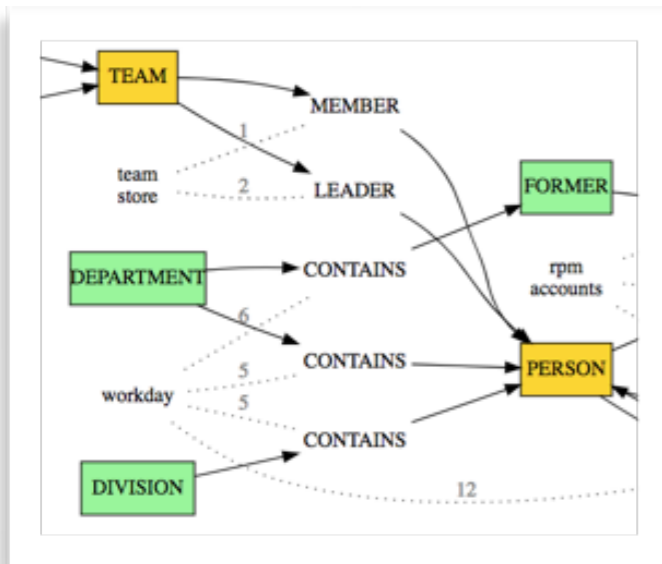 TEAM
MEMBER
1
team
store
2
LEADER
FORMER
DEPARTMENT
CONTAINS
rpm
accounts
6
CONTAINS
PERSON
5
workday
5
CONTAINS
DIVISION
12